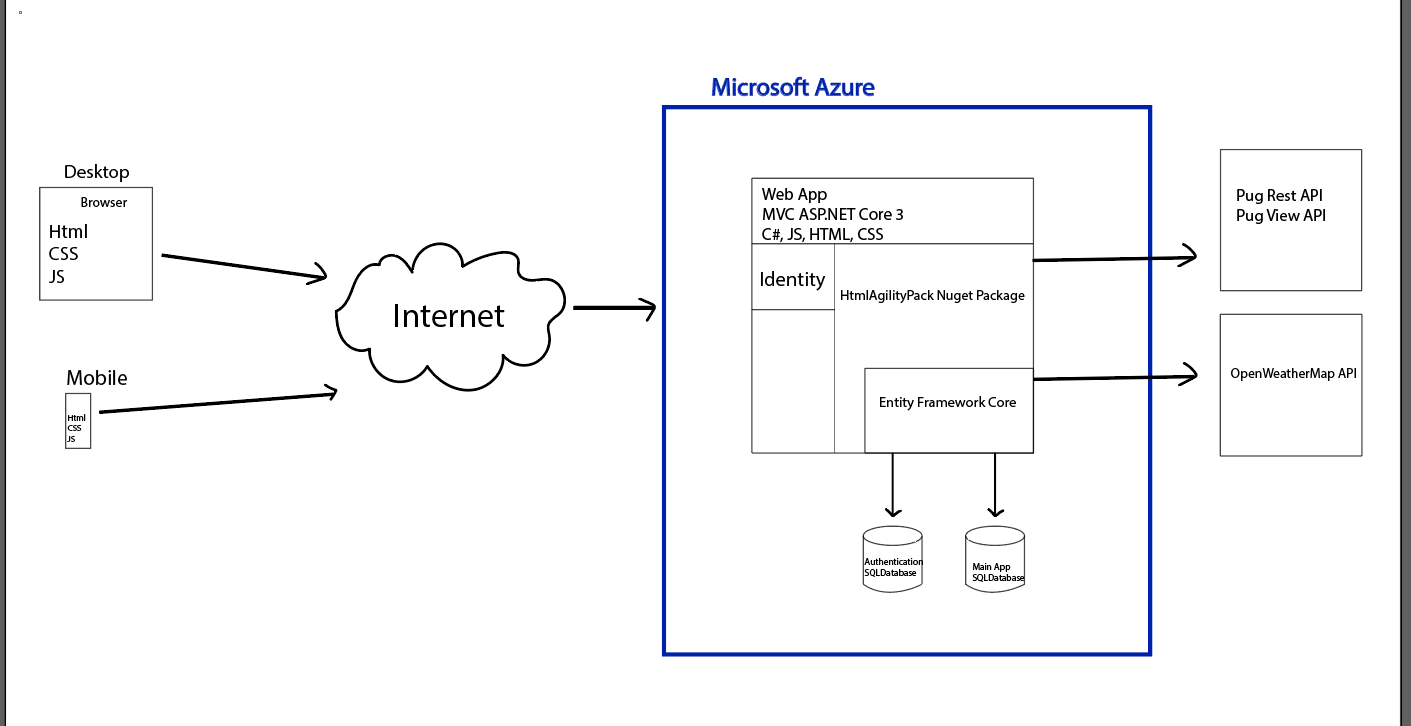 Microsoft Azure
Desktop
Browser
Html
CSS
JS
Mobile
Html
CSS
JS
Internet
Web App
MVC ASP.NET Core 3
C#, JS, HTML, CSS
Identity
HtmlAgilityPack Nuget Package
Entity Framework Core
Authentication
SQLDatabase
Main App
SQLDatabase
Pug Rest API
Pug View API
OpenWeatherMap API